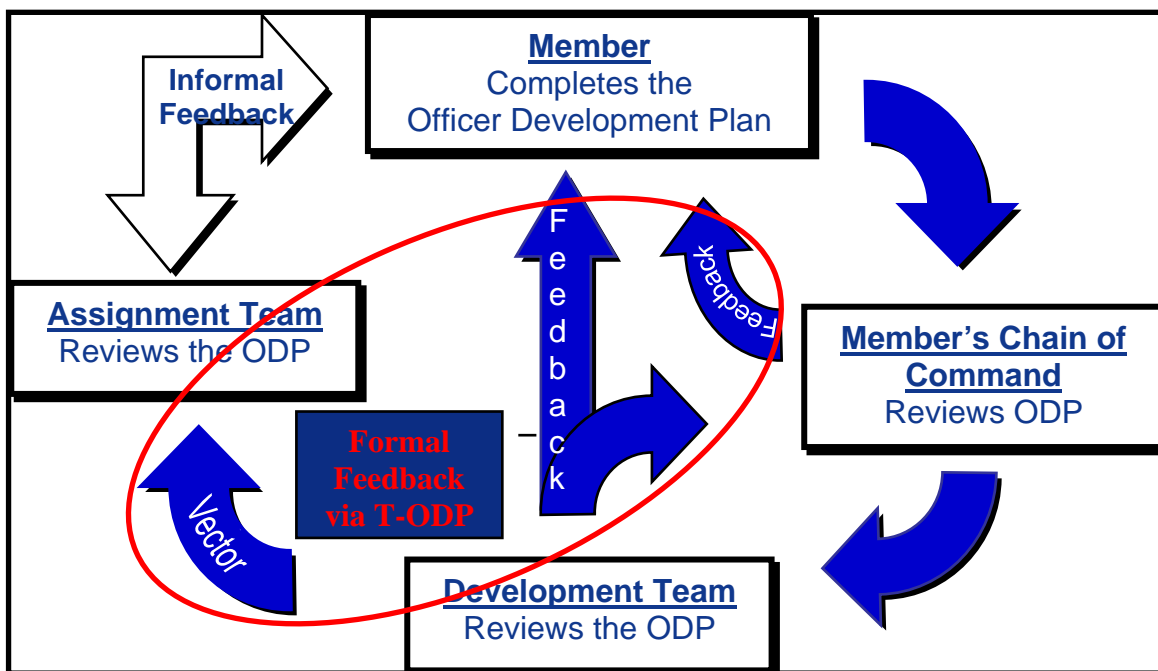 Member
Completes the
Officer Development Plan
Informal
Feedback
Feedback
Feedback
Assignment Team
Reviews the ODP
Member’s Chain of
Command
Reviews ODP
Formal
Feedback
via T-ODP
Vector
Development Team
Reviews the ODP